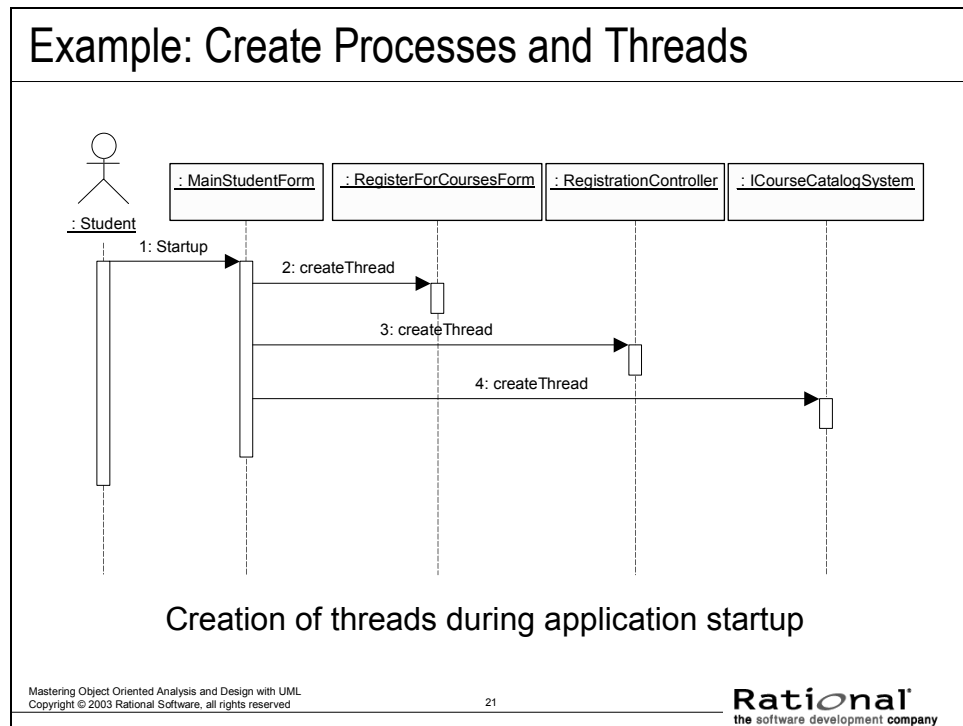 Example: Create Processes and Threads
: Student
: MainStudentForm
: RegisterForCoursesForm
: RegistrationController
: ICourseCatalogSystem
1: Startup
2: createThread
3: createThread
4: createThread
Creation of threads during application startup
Mastering Object Oriented Analysis and Design with UML
Copyright © 2003 Rational Software, all rights reserved
21
Rational
the software development company